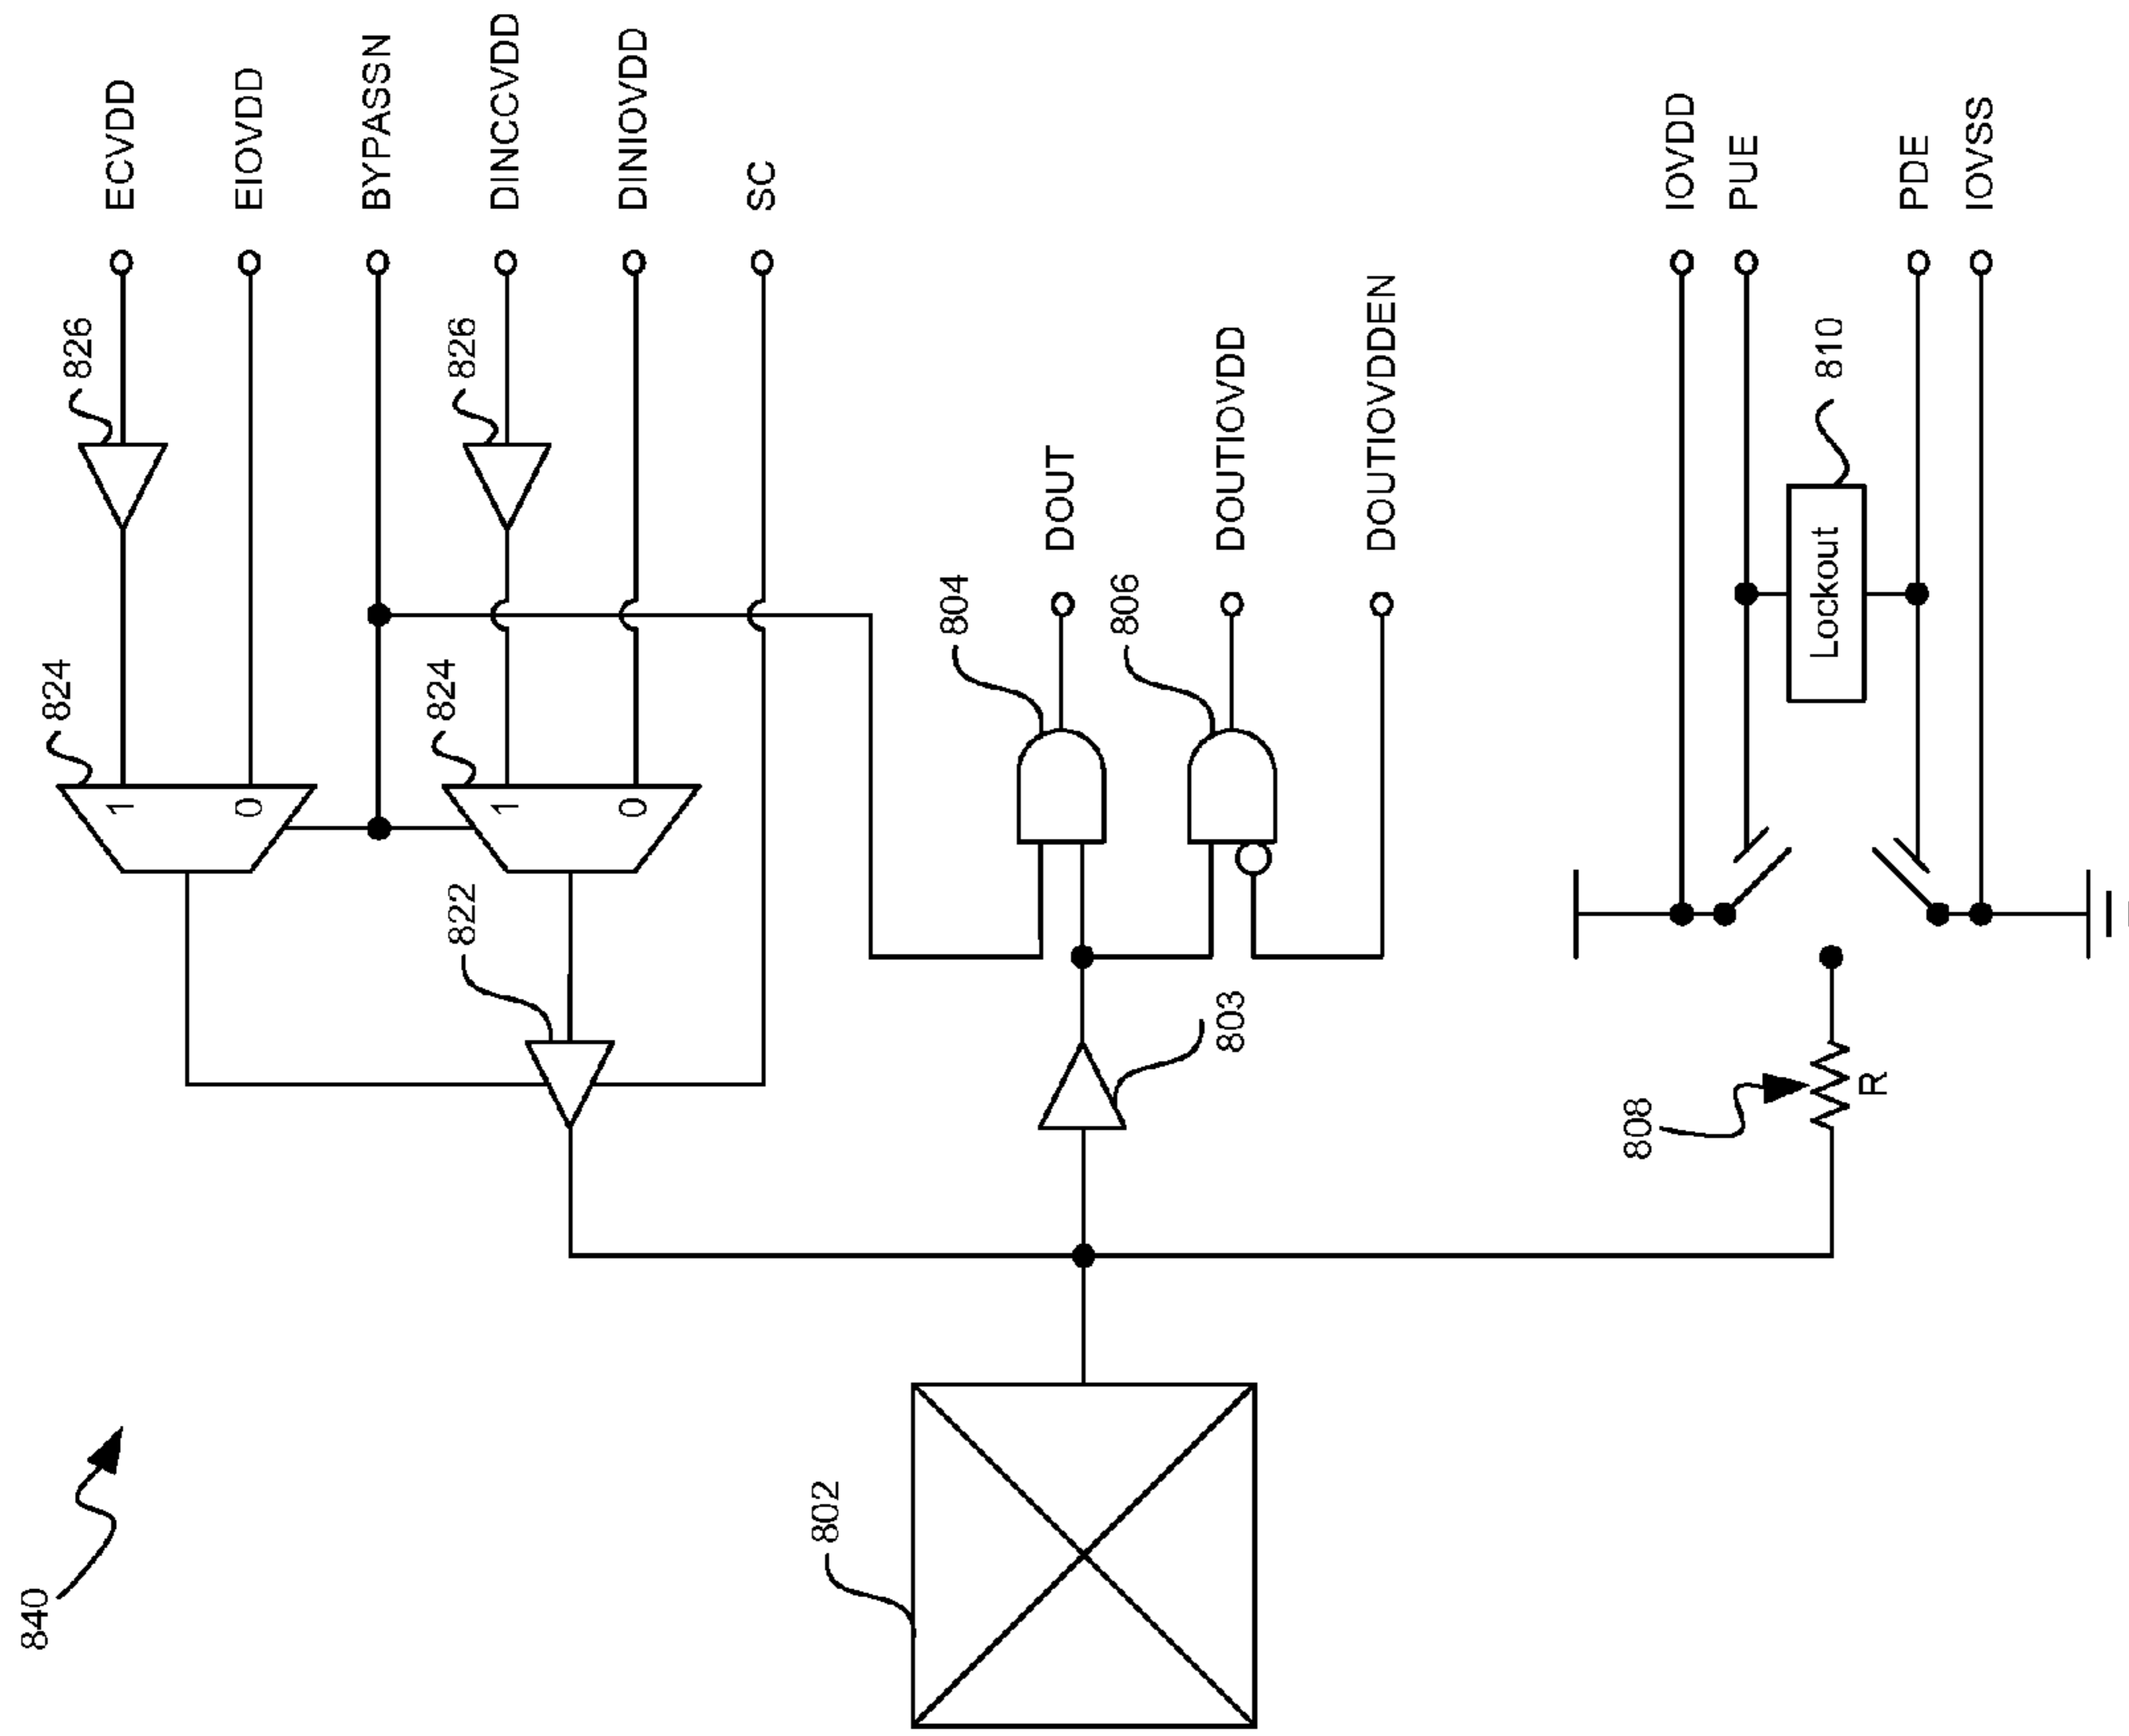 840
ECVDD
826
824
EIOVDD
BYPASSN
DINCCVDD
826
824
822
DINIOVDD
SC
1
0
1
0
802
804
DOUT
806
DOUTIOVDD
803
DOUTIOVDDEN
IOVDD
PUE
Lockout
810
PDE
IOVSS
808
R